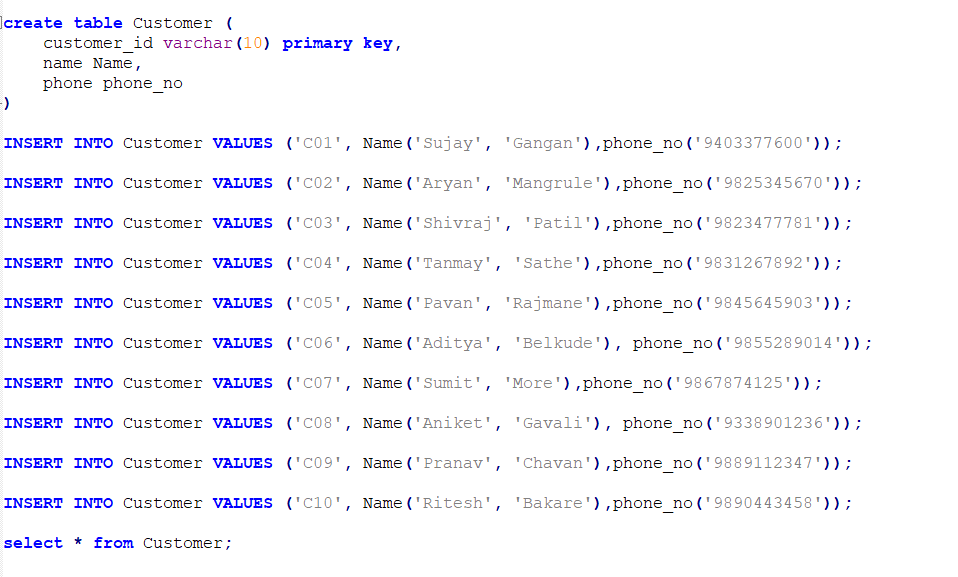 create table Customer (
    customer_id varchar(10) primary key,
    name Name,
    phone phone_no
)
INSERT INTO Customer VALUES ('C01', Name('Sujay', 'Gangan'),phone_no('9403377600'));
INSERT INTO Customer VALUES ('C02', Name('Aryan', 'Mangrule'),phone_no('9825345670'));
INSERT INTO Customer VALUES ('C03', Name('Shivraj', 'Patil'),phone_no('9823477781'));
INSERT INTO Customer VALUES ('C04', Name('Tanmay', 'Sathe'),phone_no('9831267892'));
INSERT INTO Customer VALUES ('C05', Name('Pavan', 'Rajmane'),phone_no('9845645903'));
INSERT INTO Customer VALUES ('C06', Name('Aditya', 'Belkude'), phone_no('9855289014'));
INSERT INTO Customer VALUES ('C07', Name('Sumit', 'More'),phone_no('9867874125'));
INSERT INTO Customer VALUES ('C08', Name('Aniket', 'Gavali'), phone_no('9338901236'));
INSERT INTO Customer VALUES ('C09', Name('Pranav', 'Chavan'),phone_no('9889112347'));
INSERT INTO Customer VALUES ('C10', Name('Ritesh', 'Bakare'),phone_no('9890443458'));
select * from Customer;